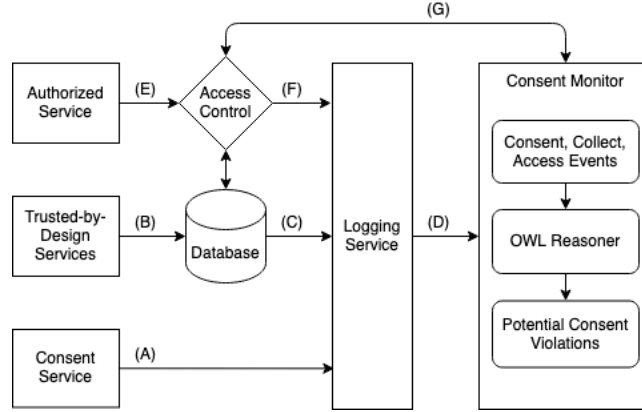 (G)
Authorized
Service
(E)
Access
Control
(F)
Consent Monitor
Consent, Collect,
Access Events
Trusted-by-
Design
Services
(B)
Database
(C)
Logging
Service
(D)
OWL Reasoner
Potential Consent
Violations
Consent
Service
(A)